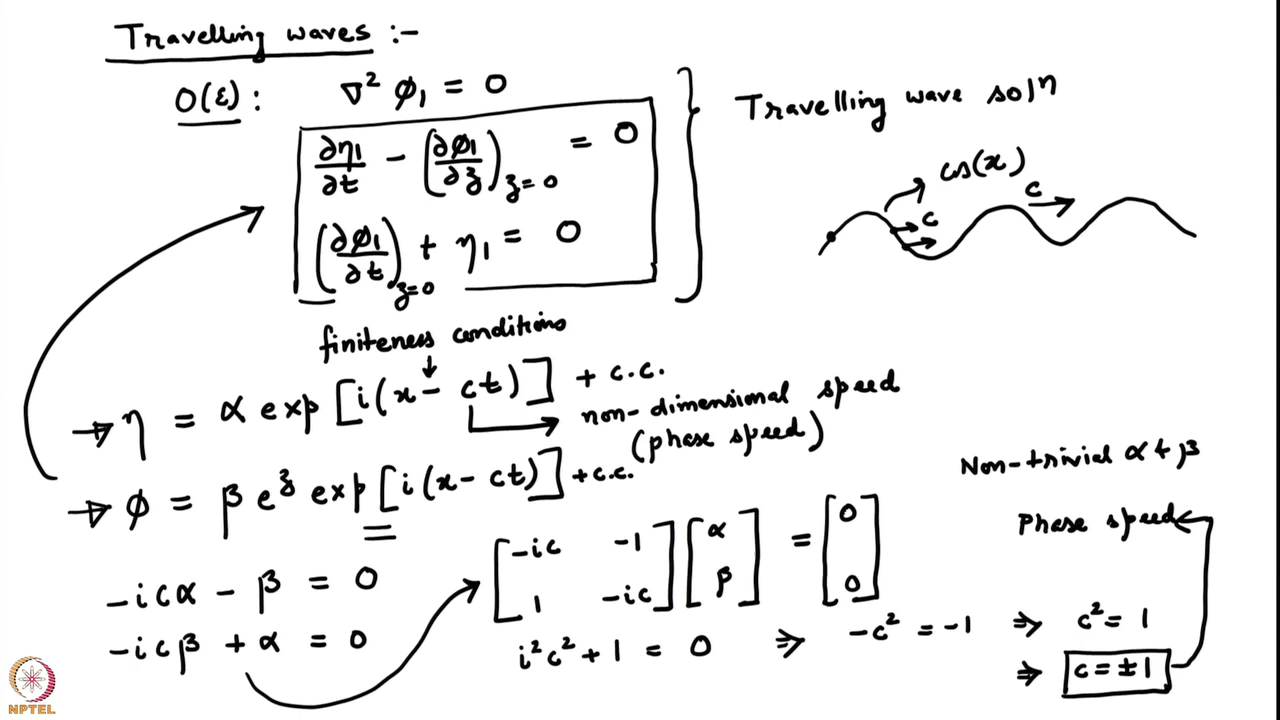 Travelling waves :-
O(ε) : ∇² φ₁ = 0
∂η₁/∂t − (∂φ₁/∂z)_{z=0} = 0
(∂φ₁/∂t)_{z=0} + η₁ = 0
Travelling wave solⁿ
cos(x)
c
c
finiteness conditions
η = α exp [i(x − ct)] + c.c.
non-dimensional speed
(phase speed)
φ = β e^z exp [i(x − ct)] + c.c.
-icα − β = 0
-icβ + α = 0
[-ic -1] [α] = [0]
[1 -ic] [β] [0]
i²c² + 1 = 0 ⇒ -c² = -1 ⇒ c² = 1
⇒ c = ±1
Non-trivial α & β
Phase speed
NPTEL